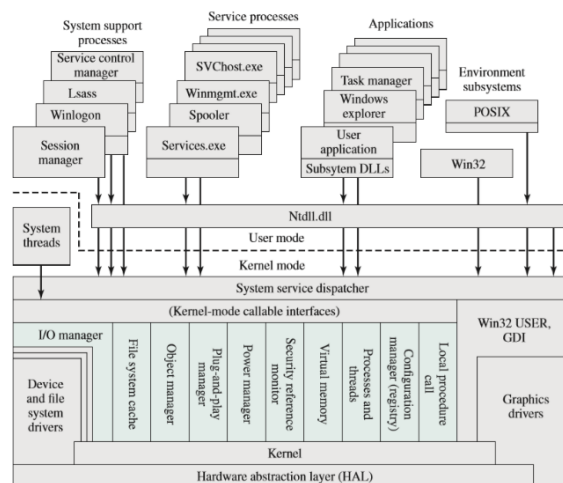 System support
processes
Service processes
Applications
Environment
subsystems
Service control
manager
Lsass
Winlogon
Session
manager
SVChost.exe
Winmgmt.exe
Spooler
Services.exe
Task manager
Windows
explorer
User
application
Subsytem DLLs
POSIX
Win32
System
threads
Ntdll.dll
User mode
Kernel mode
System service dispatcher
(Kernel-mode callable interfaces)
Win32 USER,
GDI
I/O manager
Device
and file
system
drivers
File system cache
Object manager
Plug-and-play
manager
Power manager
Security reference
monitor
Virtual memory
Processes and
threads
Configuration
manager (registry)
Local procedure
call
Graphics
drivers
Kernel
Hardware abstraction layer (HAL)